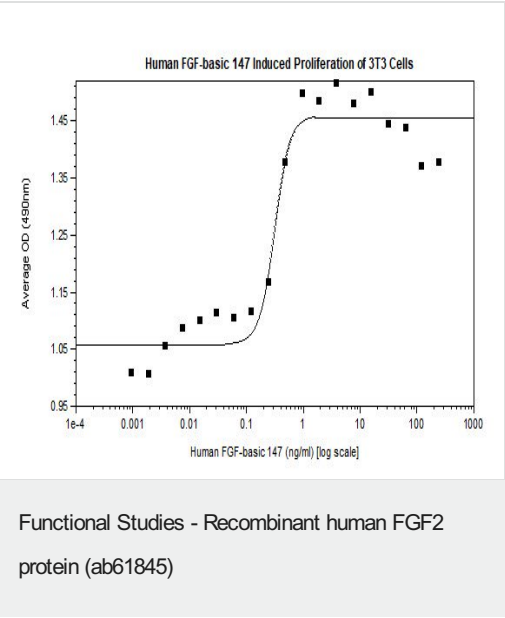 Human FGF-basic 147 Induced Proliferation of 3T3 Cells
Average OD (490nm)
1.45
1.35
1.25
1.15
1.05
0.95
1e-4 0.001 0.01 0.1 1 10 100 1000
Human FGF-basic 147 (ng/ml) [log scale]
Functional Studies - Recombinant human FGF2
protein (ab61845)